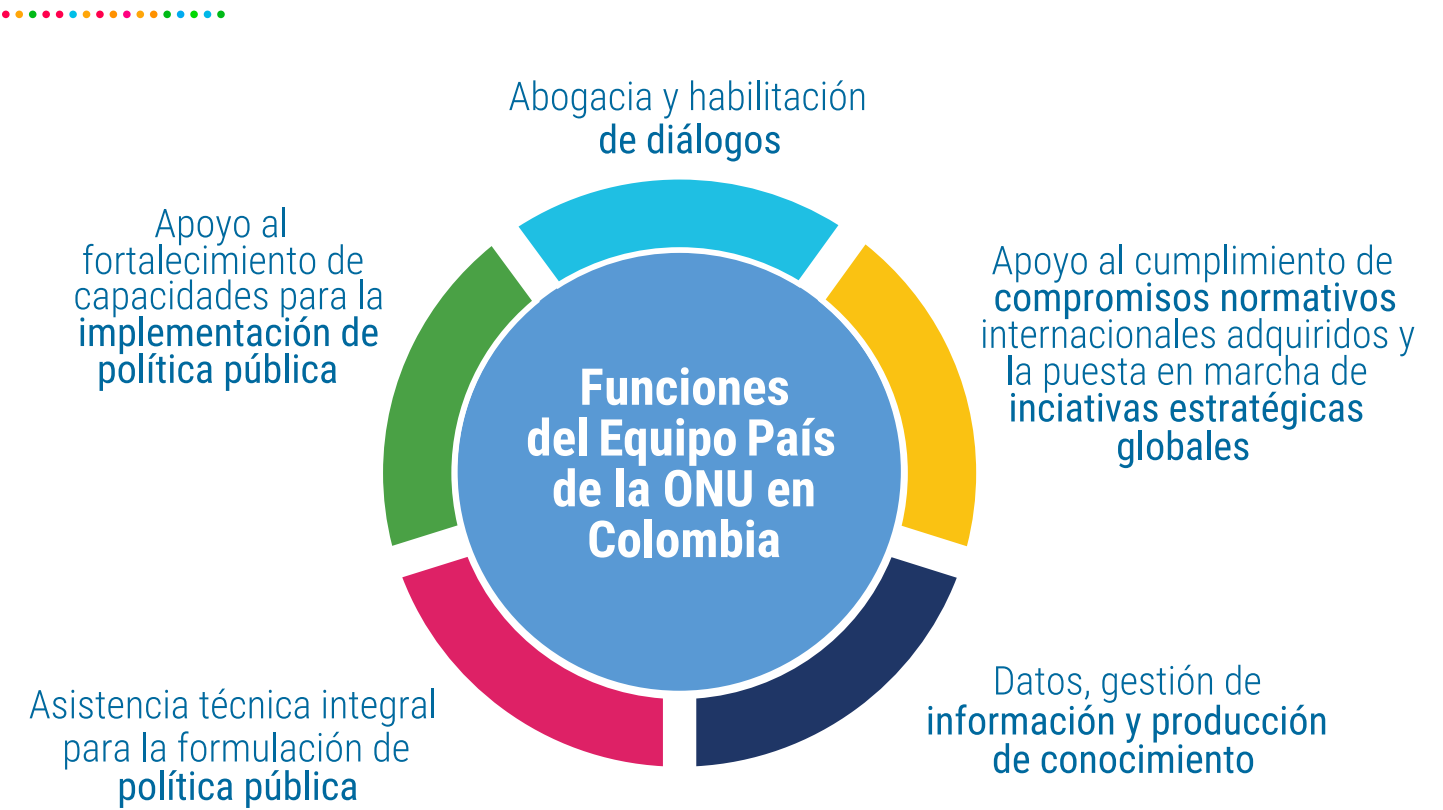 Abogacia y habilitación
de diálogos
Apoyo al
fortalecimiento de
capacidades para la
implementación de
política pública
Apoyo al cumplimiento de
compromisos normativos
internacionales adquiridos y
la puesta en marcha de
inciativas estratégicas
globales
Funciones
del Equipo País
de la ONU en
Colombia
Asistencia técnica integral
para la formulación de
política pública
Datos, gestión de
información y producción
de conocimiento